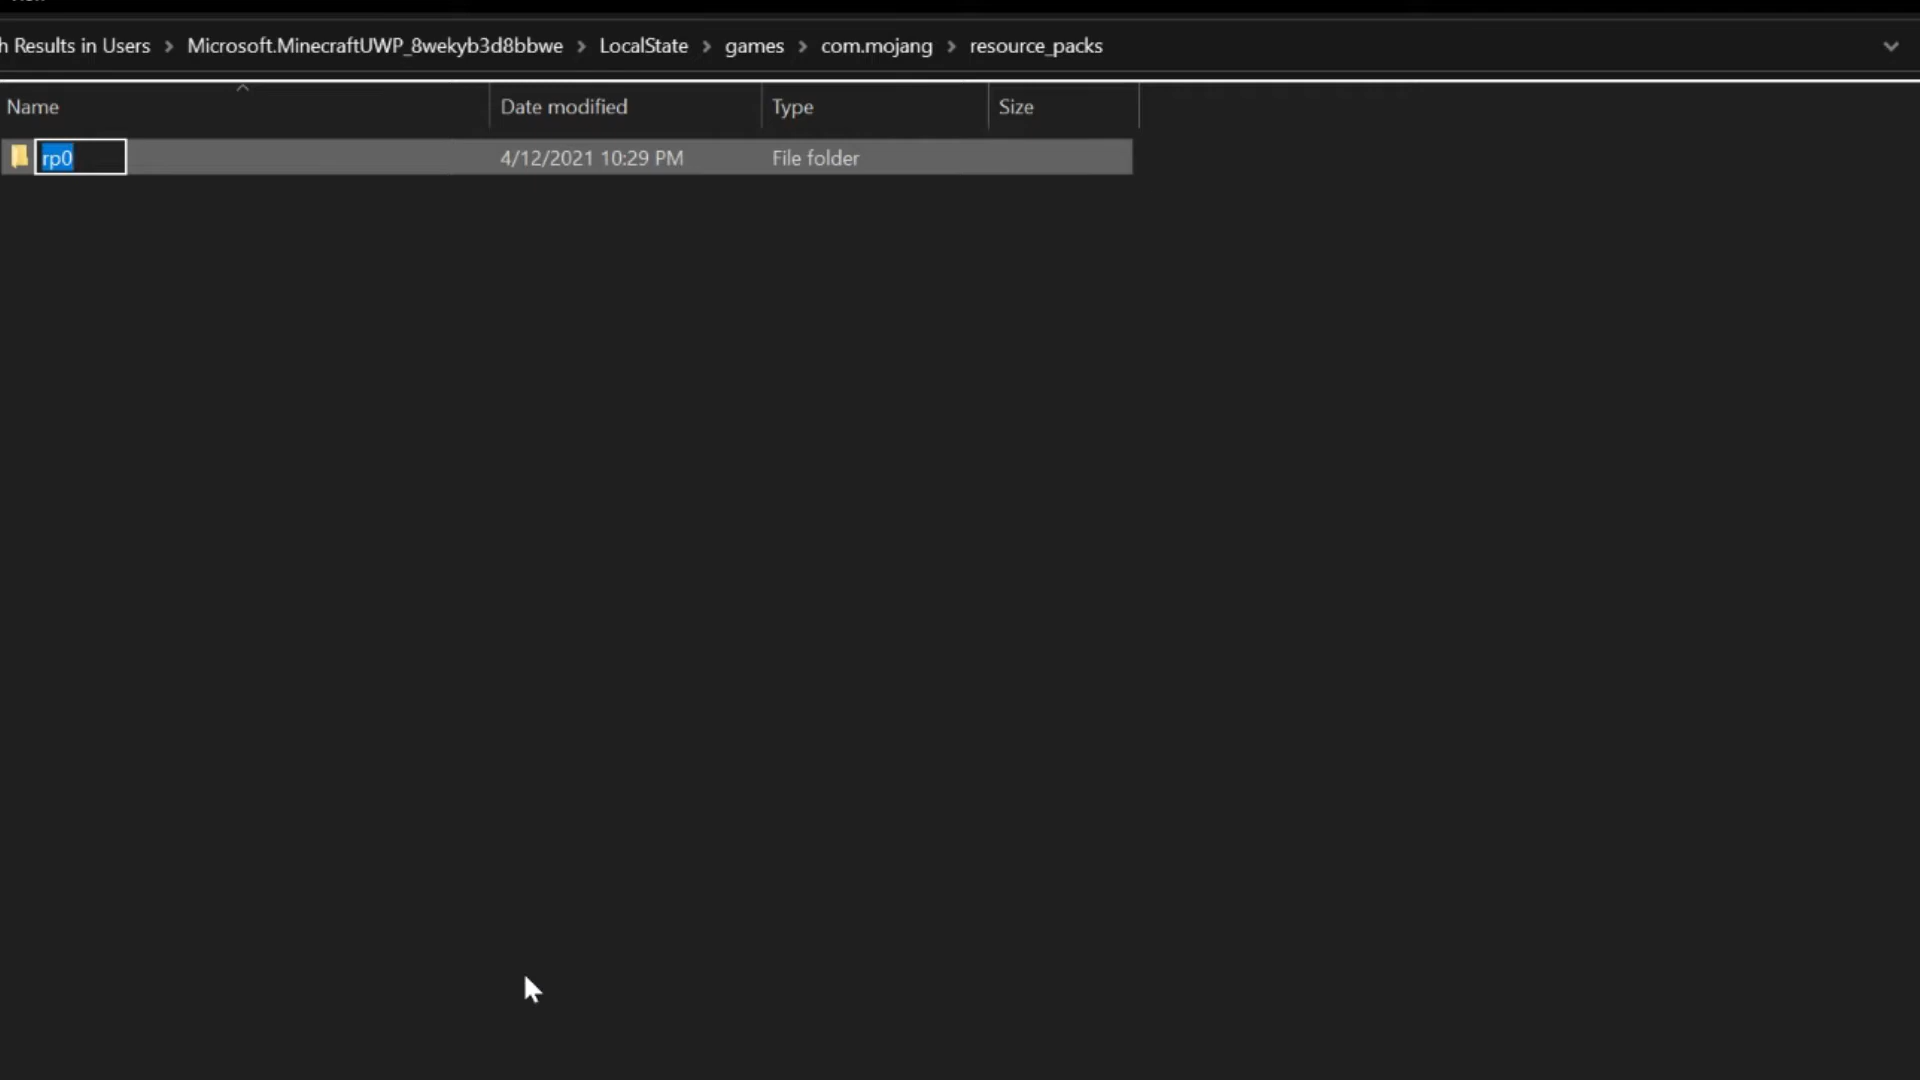 h Results in Users > Microsoft.MinecraftUWP_8wekyb3d8bbwe > LocalState > games > com.mojang > resource_packs
Name Date modified Type Size
rp0 4/12/2021 10:29 PM File folder